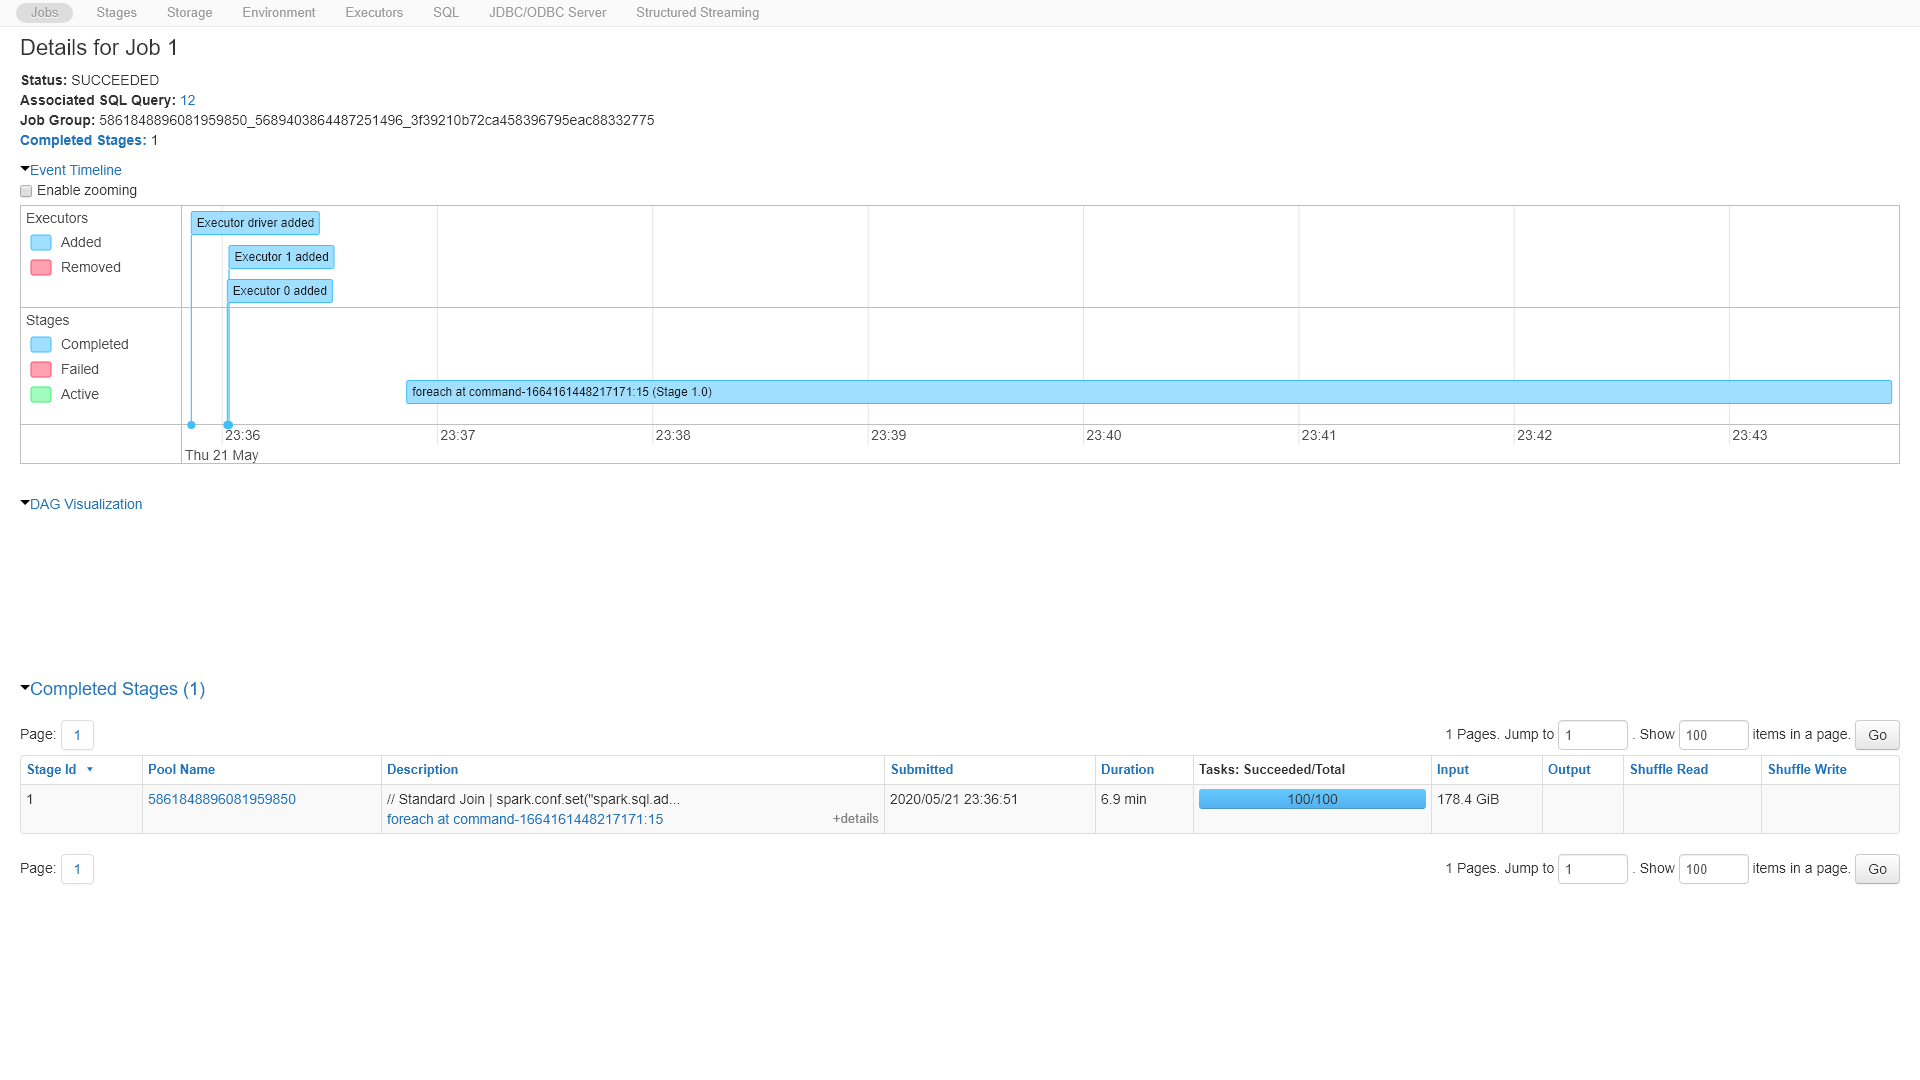 Jobs Stages Storage Environment Executors SQL JDBC/ODBC Server Structured Streaming
Details for Job 1
Status: SUCCEEDED
Associated SQL Query: 12
Job Group: 5861848896081959850_5689403864487251496_3f39210b72ca458396795eac88332775
Completed Stages: 1
Event Timeline
Enable zooming
Executors
Added
Removed
Executor driver added
Executor 1 added
Executor 0 added
Stages
Completed
Failed
Active
foreach at command-1664161448217171:15 (Stage 1.0)
23:36 23:37 23:38 23:39 23:40 23:41 23:42 23:43
Thu 21 May
DAG Visualization
Completed Stages (1)
Page: 1 1 Pages. Jump to 1 . Show 100 items in a page. Go
Stage Id Pool Name Description Submitted Duration Tasks: Succeeded/Total Input Output Shuffle Read Shuffle Write
1 5861848896081959850 // Standard Join | spark.conf.set("spark.sql.ad... 2020/05/21 23:36:51 6.9 min 100/100 178.4 GiB
foreach at command-1664161448217171:15 +details
Page: 1 1 Pages. Jump to 1 . Show 100 items in a page. Go